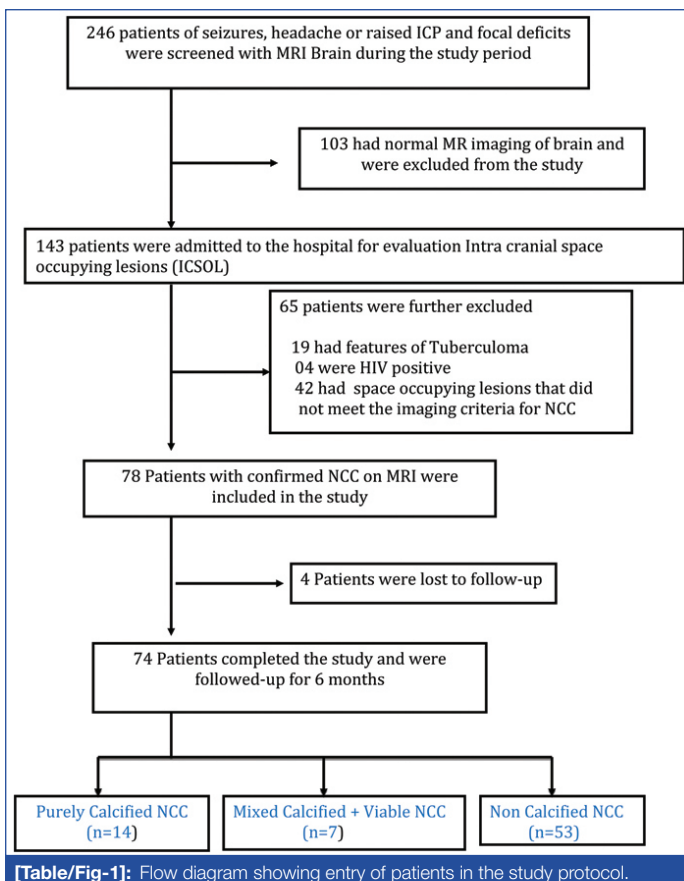 246 patients of seizures, headache or raised ICP and focal deficits
were screened with MRI Brain during the study period
103 had normal MR imaging of brain and
were excluded from the study
143 patients were admitted to the hospital for evaluation Intra cranial space
occupying lesions (ICSOL)
65 patients were further excluded
19 had features of Tuberculoma
04 were HIV positive
42 had space occupying lesions that did
not meet the imaging criteria for NCC
78 Patients with confirmed NCC on MRI were
included in the study
4 Patients were lost to follow-up
74 Patients completed the study and were
followed-up for 6 months
Purely Calcified NCC
(n=14)
Mixed Calcified + Viable NCC
(n=7)
Non Calcified NCC
(n=53)
[Table/Fig-1]: Flow diagram showing entry of patients in the study protocol.